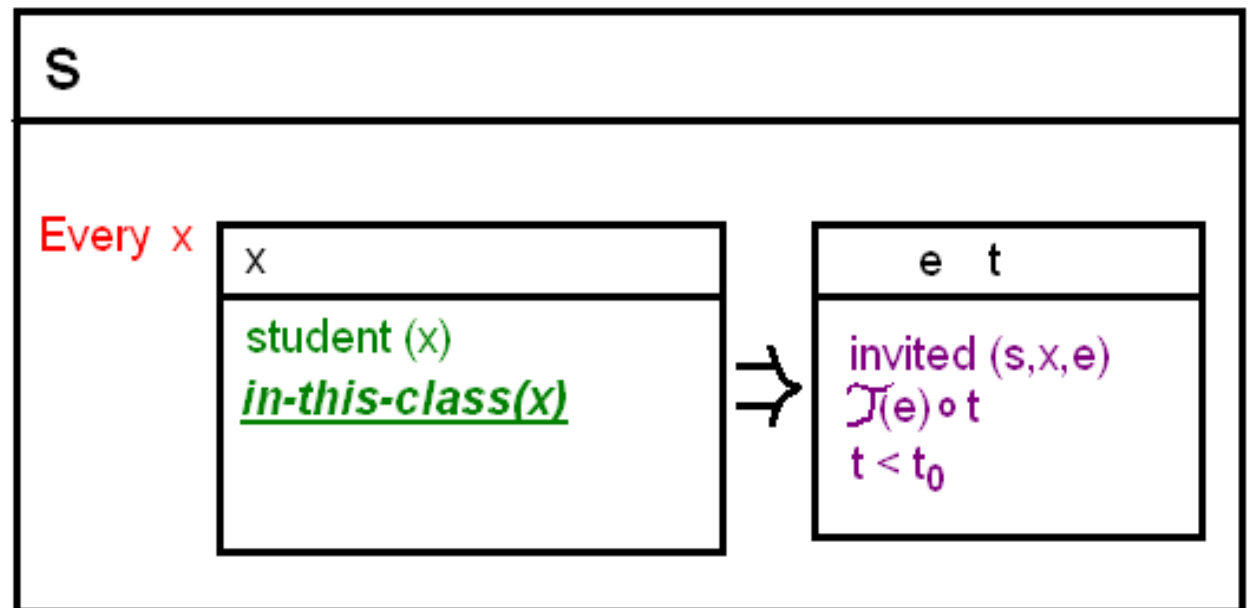 S
Every x
x
student (x)
in-this-class(x)
⇒
e t
invited (s,x,e)
𝒯(e) ∘ t
t < t₀